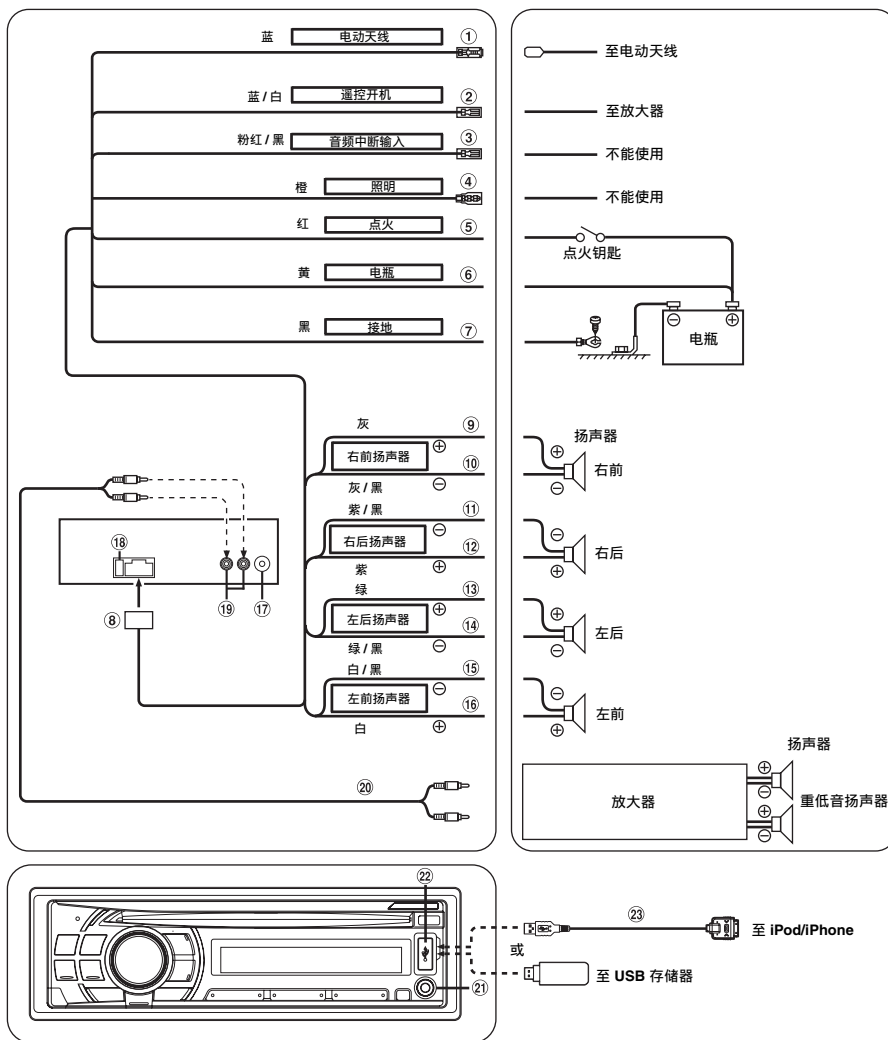 蓝 电动天线 ① 至电动天线
蓝 / 白 遥控开机 ② 至放大器
粉红 / 黑 音频中断输入 ③ 不能使用
橙 照明 ④ 不能使用
红 点火 ⑤
点火钥匙
黄 电瓶 ⑥
⊖ ⊕
电瓶
黑 接地 ⑦
灰 ⑨ 扬声器
右前扬声器 ⊕ ⊕
⑩ 右前
灰 / 黑 ⊖ ⊖
紫 / 黑 ⑪
右后扬声器 ⊖ ⊖
⑫ 右后
紫 ⊕ ⊕
绿 ⑬
左后扬声器 ⊕ ⊕
⑭ 左后
绿 / 黑 ⊖ ⊖
白 / 黑 ⑮
左前扬声器 ⊖ ⊖
⑯ 左前
白 ⊕ ⊕
⑱
⑲ ⑰
⑧
⑳
扬声器
放大器
⊕
⊖
重低音扬声器
⊕
⊖
㉒
㉓
至 iPod/iPhone
或
至 USB 存储器
㉑